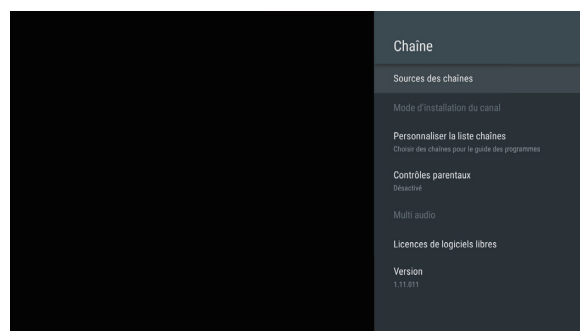 Chaîne
Sources des chaînes
Mode d'installation du canal
Personnaliser la liste chaînes
Choisir des chaînes pour le guide des programmes
Contrôles parentaux
Désactivé
Multi audio
Licences de logiciels libres
Version
1.11.011